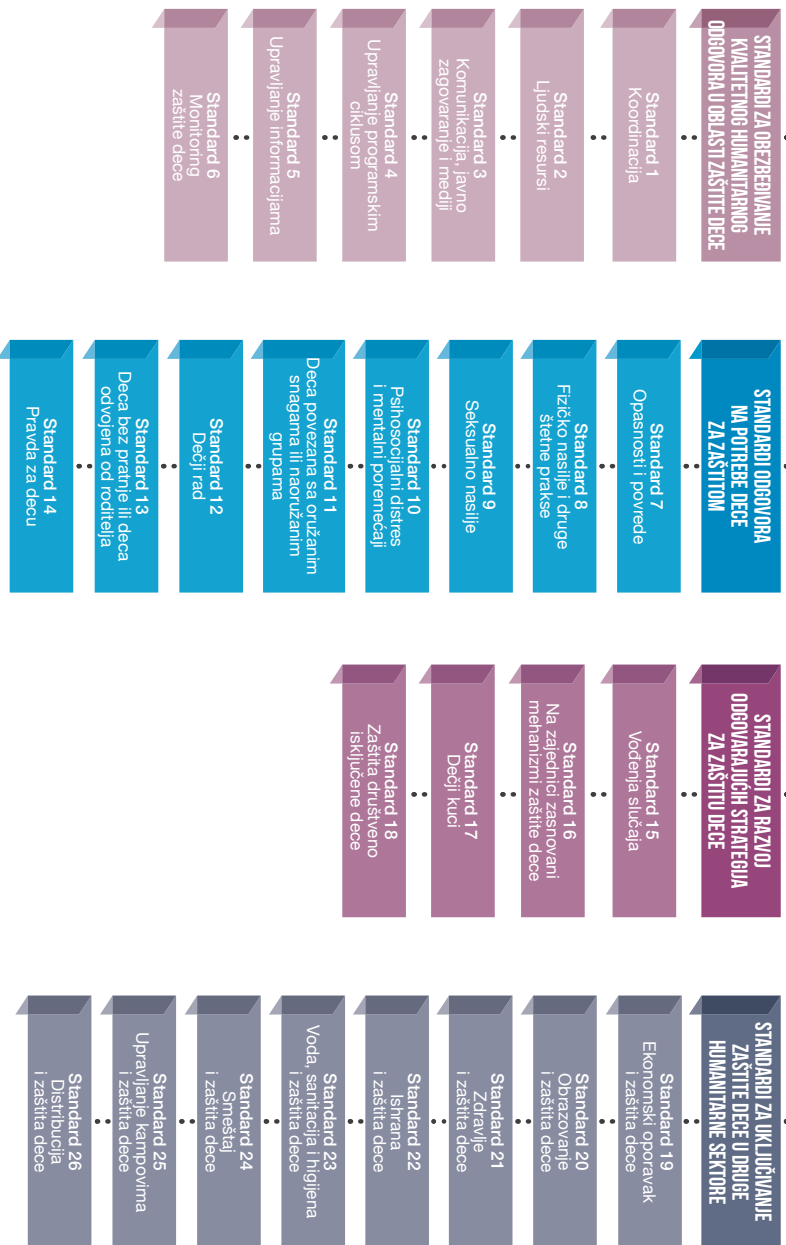 STANDARDI ZA OBEZBEĐIVANJE
KVALITETNOG HUMANITARNOG
ODGOVORA U OBLASTI ZAŠTITE DECE
Standard 1
Koordinacija
Standard 2
Ljudski resursi
Standard 3
Komunikacija, javno
zagovaranje i mediji
Standard 4
Upravljanje programskim
ciklusom
Standard 5
Upravljanje informacijama
Standard 6
Monitoring
zaštite dece
STANDARDI ODGOVORA
NA POTREBE DECE
ZA ZAŠTITOM
Standard 7
Opasnosti i povrede
Standard 8
Fizičko nasilje i druge
štetne prakse
Standard 9
Seksualno nasilje
Standard 10
Psihosocijalni distres
i mentalni poremećaji
Standard 11
Deca povezana sa oružanim
snagama ili naoružanim
grupama
Standard 12
Dečji rad
Standard 13
Deca bez pratnje ili deca
odvojena od roditelja
Standard 14
Pravda za decu
STANDARDI ZA RAZVOJ
ODGOVARAJUĆIH STRATEGIJA
ZA ZAŠTITU DECE
Standard 15
Vođenja slučaja
Standard 16
Na zajednici zasnovani
mehanizmi zaštite dece
Standard 17
Dečji kuci
Standard 18
Zaštita društveno
isključene dece
STANDARDI ZA UKLJUČIVANJE
ZAŠTITE DECE U DRUGE
HUMANITARNE SEKTORE
Standard 19
Ekonomski oporavak
i zaštita dece
Standard 20
Obrazovanje
i zaštita dece
Standard 21
Zdravlje
i zaštita dece
Standard 22
Ishrana
i zaštita dece
Standard 23
Voda, sanitacija i higijena
i zaštita dece
Standard 24
Smeštaj
i zaštita dece
Standard 25
Upravljanje kampovima
i zaštita dece
Standard 26
Distribucija
i zaštita dece